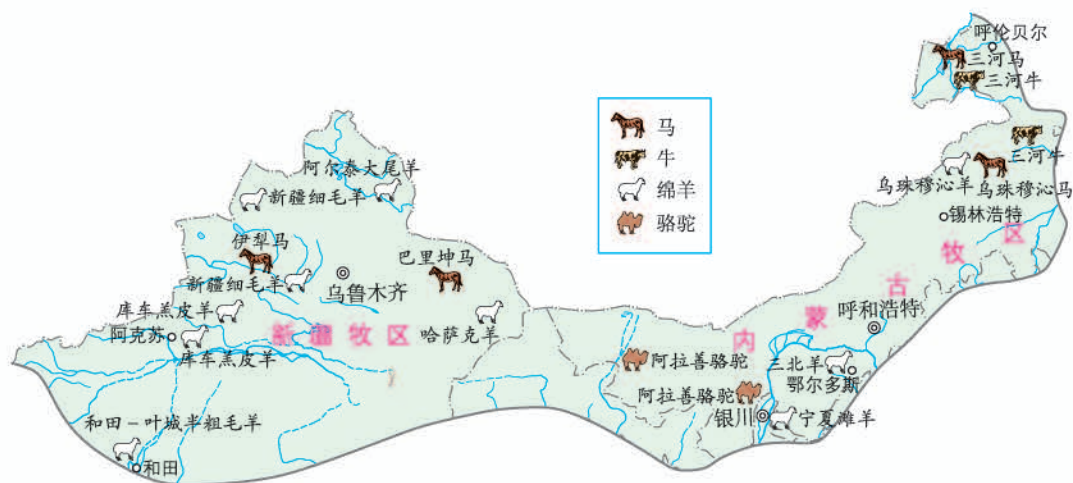 呼伦贝尔
三河马
三河牛
马
牛
绵羊
骆驼
三河牛
乌珠穆沁羊
乌珠穆沁马
锡林浩特
阿尔泰大尾羊
新疆细毛羊
伊犁马
巴里坤马
新疆细毛羊
乌鲁木齐
库车羔皮羊
阿克苏
库车羔皮羊
新疆牧区
哈萨克羊
内蒙古牧区
呼和浩特
阿拉善骆驼
三北羊
鄂尔多斯
阿拉善骆驼
银川
宁夏滩羊
和田-叶城半粗毛羊
和田